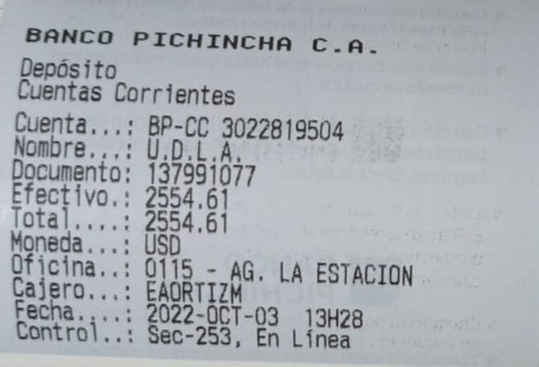 BANCO PICHINCHA C.A.
Depósito
Cuentas Corrientes
Cuenta...: BP-CC 3022819504
Nombre...: U.D.L.A.
Documento: 137991077
Efectivo.: 2554.61
Total....: 2554.61
Moneda...: USD
Oficina..: 0115 - AG. LA ESTACION
Cajero...: EAORTIZM
Fecha....: 2022-OCT-03 13H28
Control..: Sec-253, En Línea